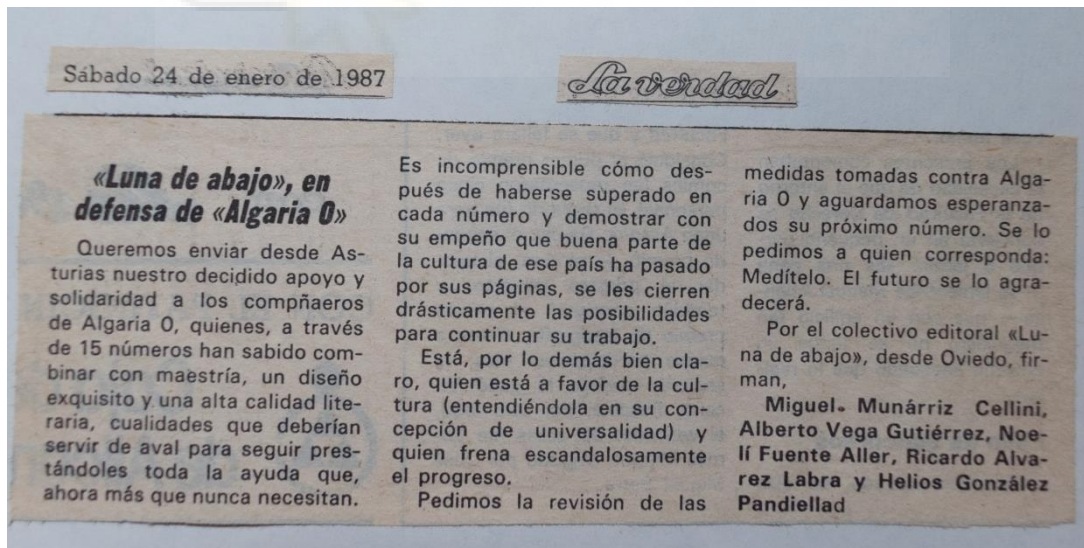 Sábado 24 de enero de 1987
La verdad
«Luna de abajo», en
defensa de «Algaria 0»
Queremos enviar desde As-
turias nuestro decidido apoyo y
solidaridad a los compñaeros
de Algaria 0, quienes, a través
de 15 números han sabido com-
binar con maestría, un diseño
exquisito y una alta calidad lite-
raria, cualidades que deberían
servir de aval para seguir pres-
tándoles toda la ayuda que,
ahora más que nunca necesitan.
Es incomprensible cómo des-
pués de haberse superado en
cada número y demostrar con
su empeño que buena parte de
la cultura de ese país ha pasado
por sus páginas, se les cierren
drásticamente las posibilidades
para continuar su trabajo.
Está, por lo demás bien cla-
ro, quien está a favor de la cul-
tura (entendiéndola en su con-
cepción de universalidad) y
quien frena escandalosamente
el progreso.
Pedimos la revisión de las
medidas tomadas contra Alga-
ria 0 y aguardamos esperanza-
dos su próximo número. Se lo
pedimos a quien corresponda:
Medítelo. El futuro se lo agra-
decerá.
Por el colectivo editoral «Lu-
na de abajo», desde Oviedo, fir-
man,
Miguel Munárriz Cellini,
Alberto Vega Gutiérrez, Noe-
lí Fuente Aller, Ricardo Alva-
rez Labra y Helios González
Pandiellad